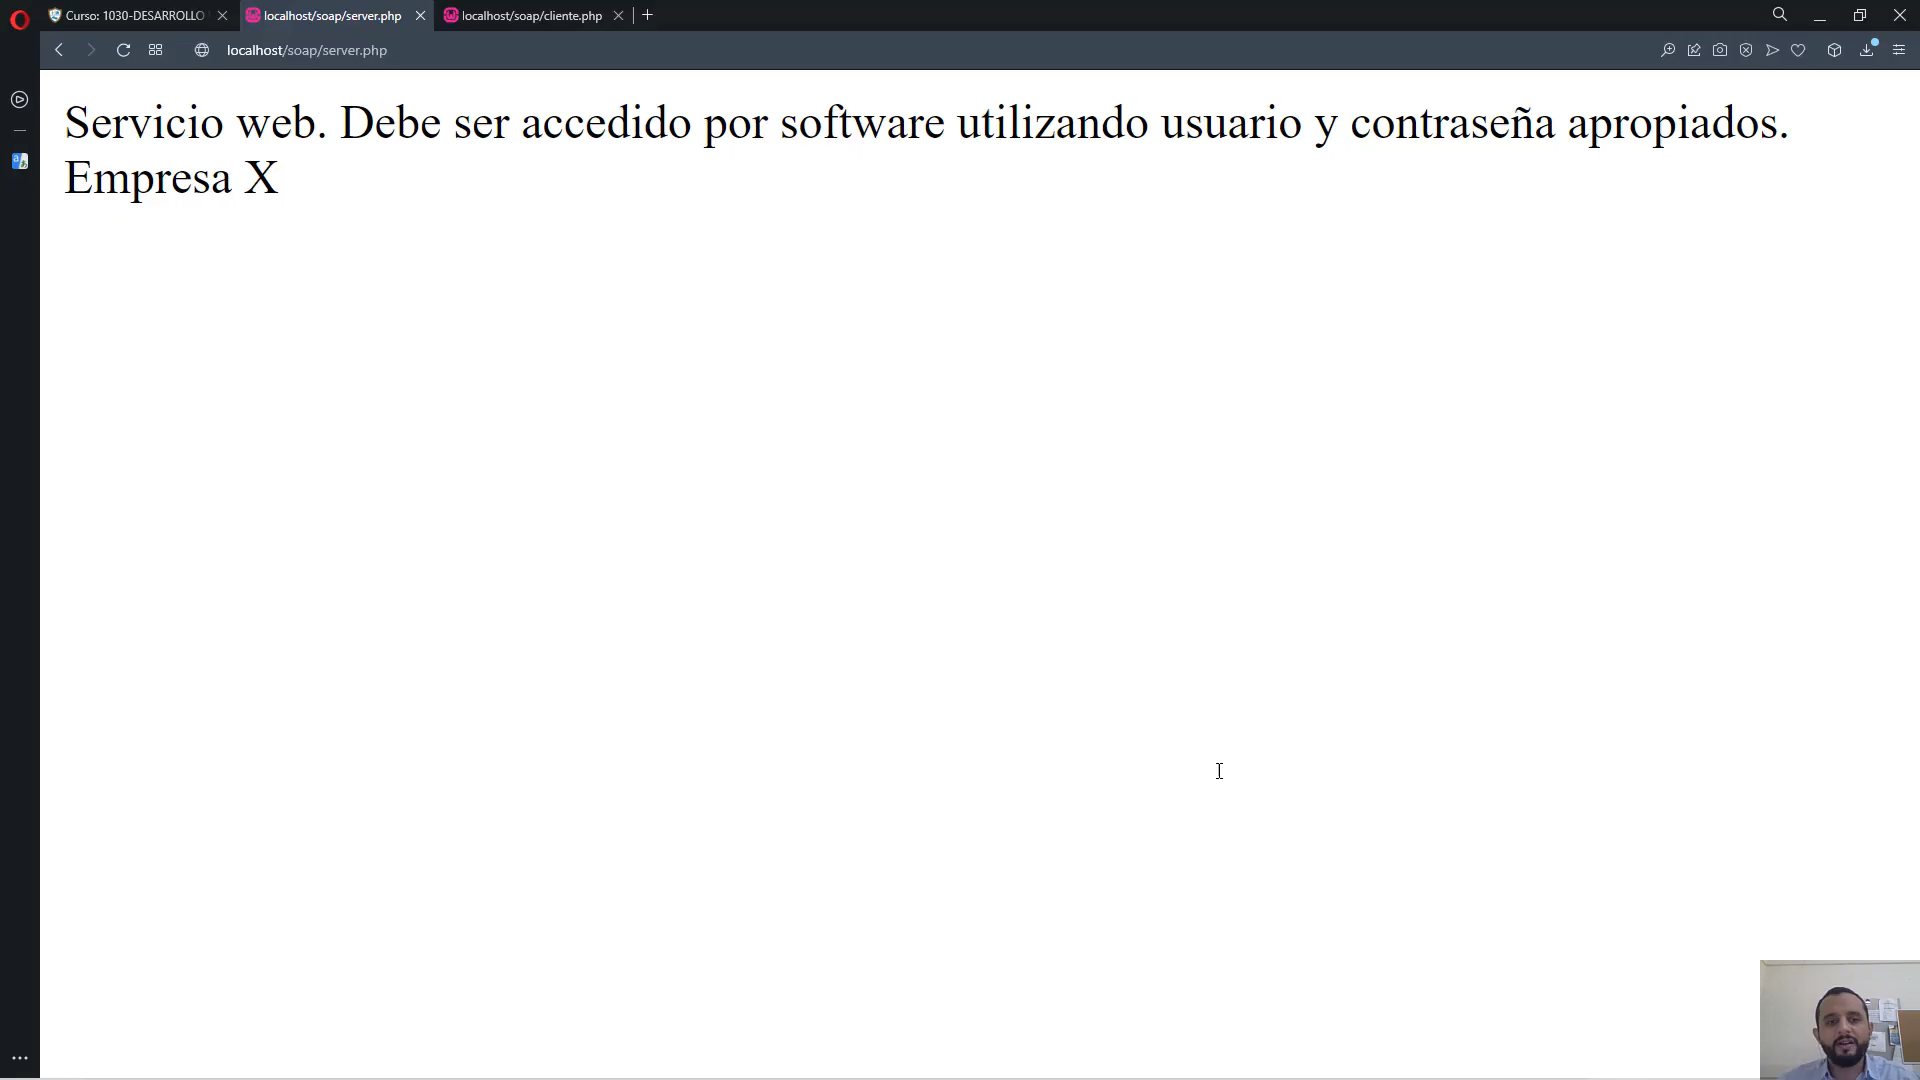 Curso: 1030-DESARROLLO
localhost/soap/server.php
localhost/soap/cliente.php
localhost/soap/server.php
Servicio web. Debe ser accedido por software utilizando usuario y contraseña apropiados.
Empresa X